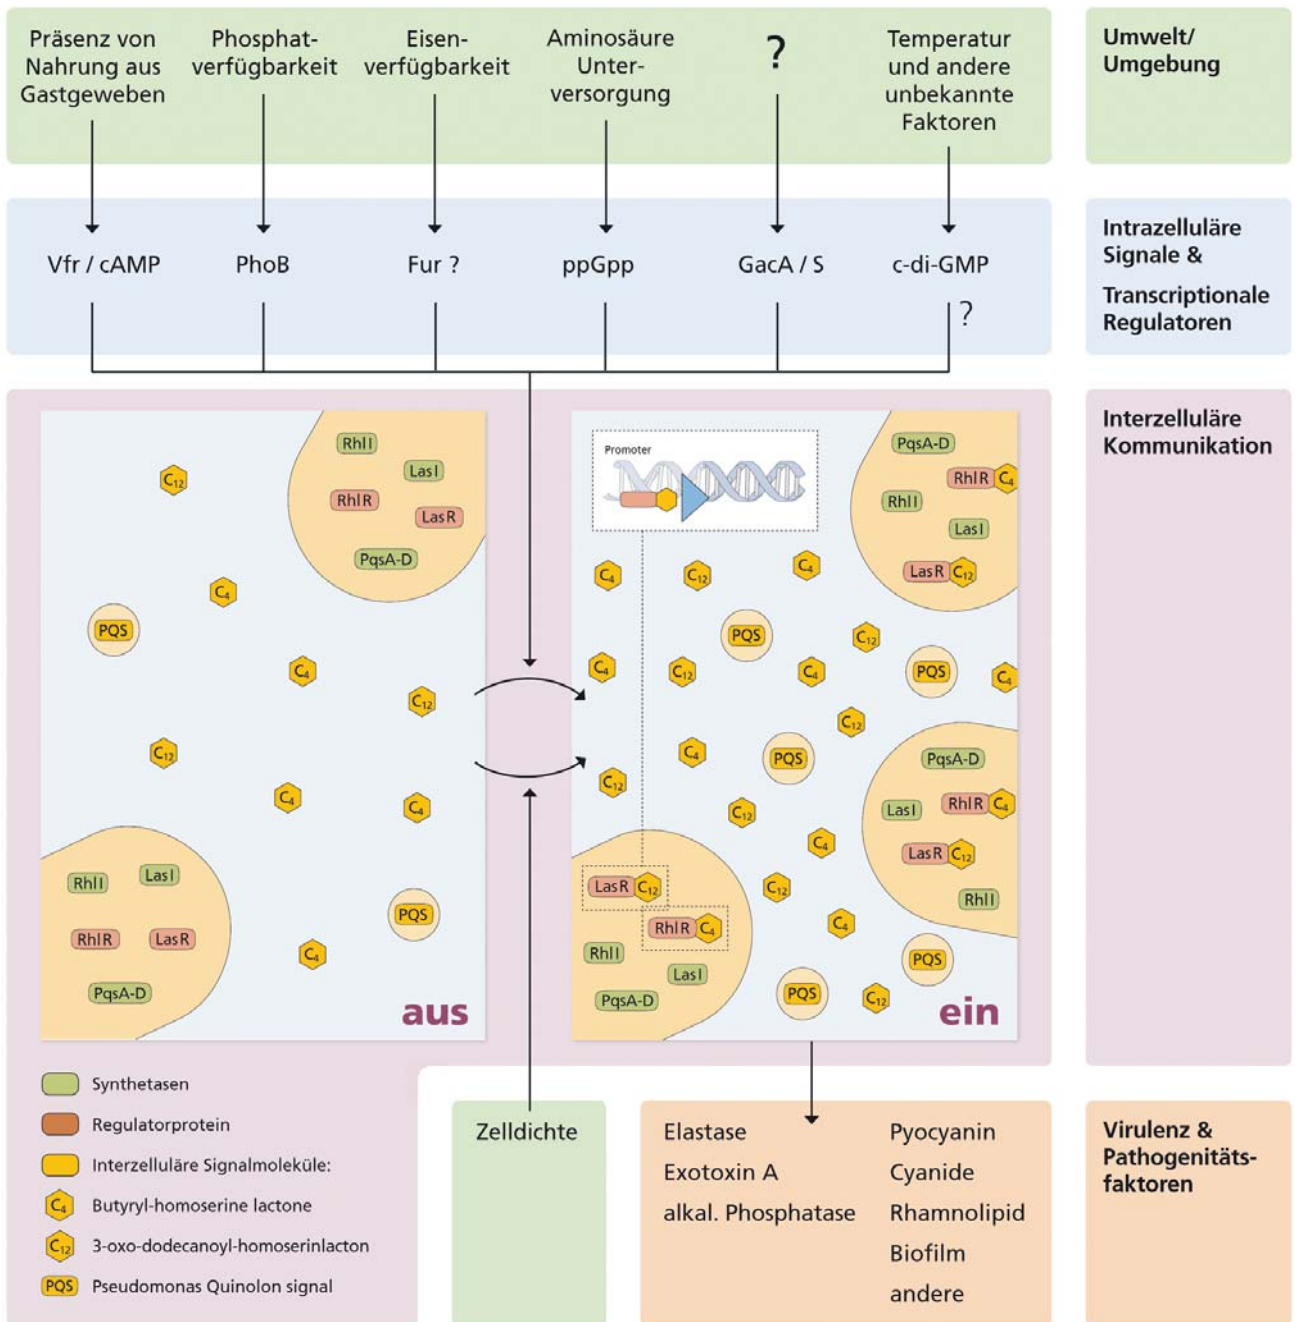 Präsenz von
Nahrung aus
Gastgeweben
Phosphat-
verfügbarkeit
Eisen-
verfügbarkeit
Aminosäure
Unter-
versorgung
?
Temperatur
und andere
unbekannte
Faktoren
Umwelt/
Umgebung
Vfr / cAMP
PhoB
Fur ?
ppGpp
GacA / S
c-di-GMP
?
Intrazelluläre
Signale &
Transcriptionale
Regulatoren
Interzelluläre
Kommunikation
RhlI
LasI
RhlR
LasR
PqsA-D
C12
C4
PQS
C4
C12
C12
C4
C4
PQS
C4
RhlI
LasI
RhlR
LasR
PqsA-D
aus
Promoter
PqsA-D
RhlR C4
RhlI
LasI
LasR C12
C4
C12
C4
PQS
C12
C4
C12
C4
PQS
C4
C12
C4
PQS
C12
C12
C4
C12
C4
PqsA-D
LasI
RhlR C4
LasR C12
RhlI
LasR C12
RhlR C4
RhlI
LasI
PqsA-D
PQS
PQS
C12
ein
Synthetasen
Regulatorprotein
Interzelluläre Signalmoleküle:
C4 Butyryl-homoserine lactone
C12 3-oxo-dodecanoyl-homoserinlacton
PQS Pseudomonas Quinolon signal
Zelldichte
Elastase
Exotoxin A
alkal. Phosphatase
Pyocyanin
Cyanide
Rhamnolipid
Biofilm
andere
Virulenz &
Pathogenitäts-
faktoren